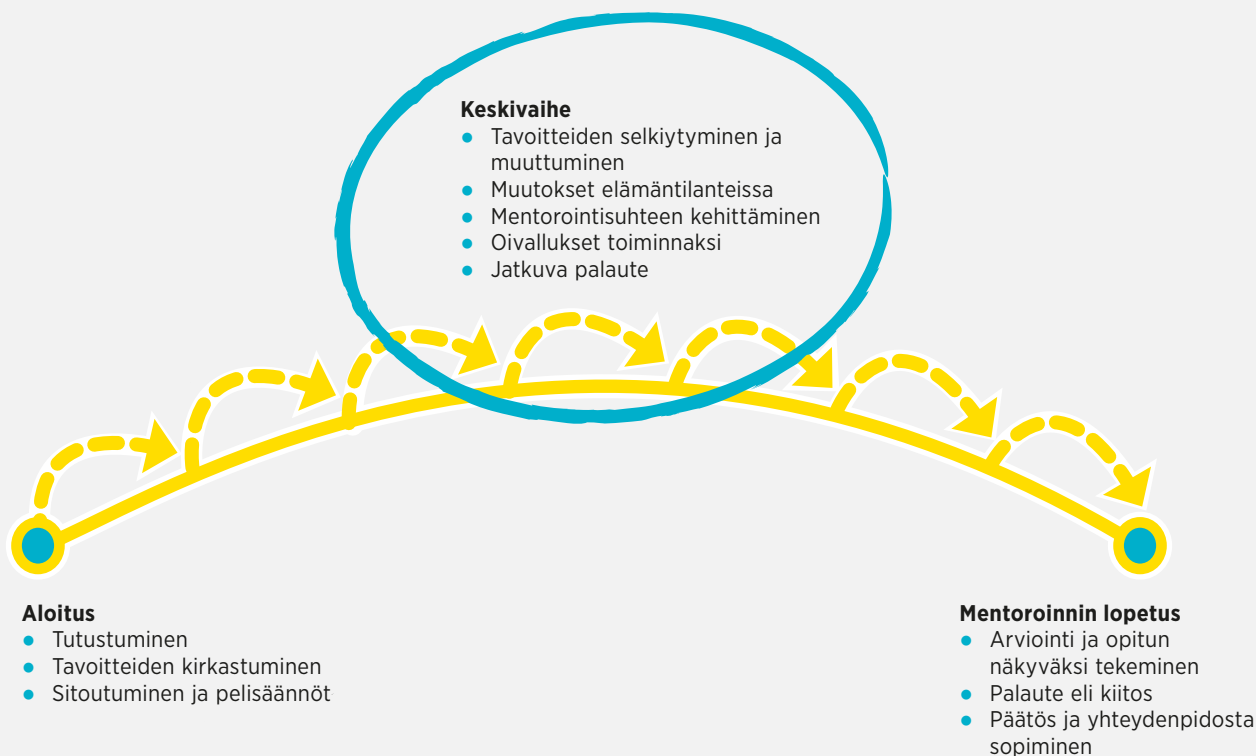 Keskivaihe
● Tavoitteiden selkiytyminen ja
muuttuminen
● Muutokset elämäntilanteissa
● Mentorointisuhteen kehittäminen
● Oivallukset toiminnaksi
● Jatkuva palaute
Aloitus
● Tutustuminen
● Tavoitteiden kirkastuminen
● Sitoutuminen ja pelisäännöt
Mentoroinnin lopetus
● Arviointi ja opitun
näkyväksi tekeminen
● Palaute eli kiitos
● Päätös ja yhteydenpidosta
sopiminen